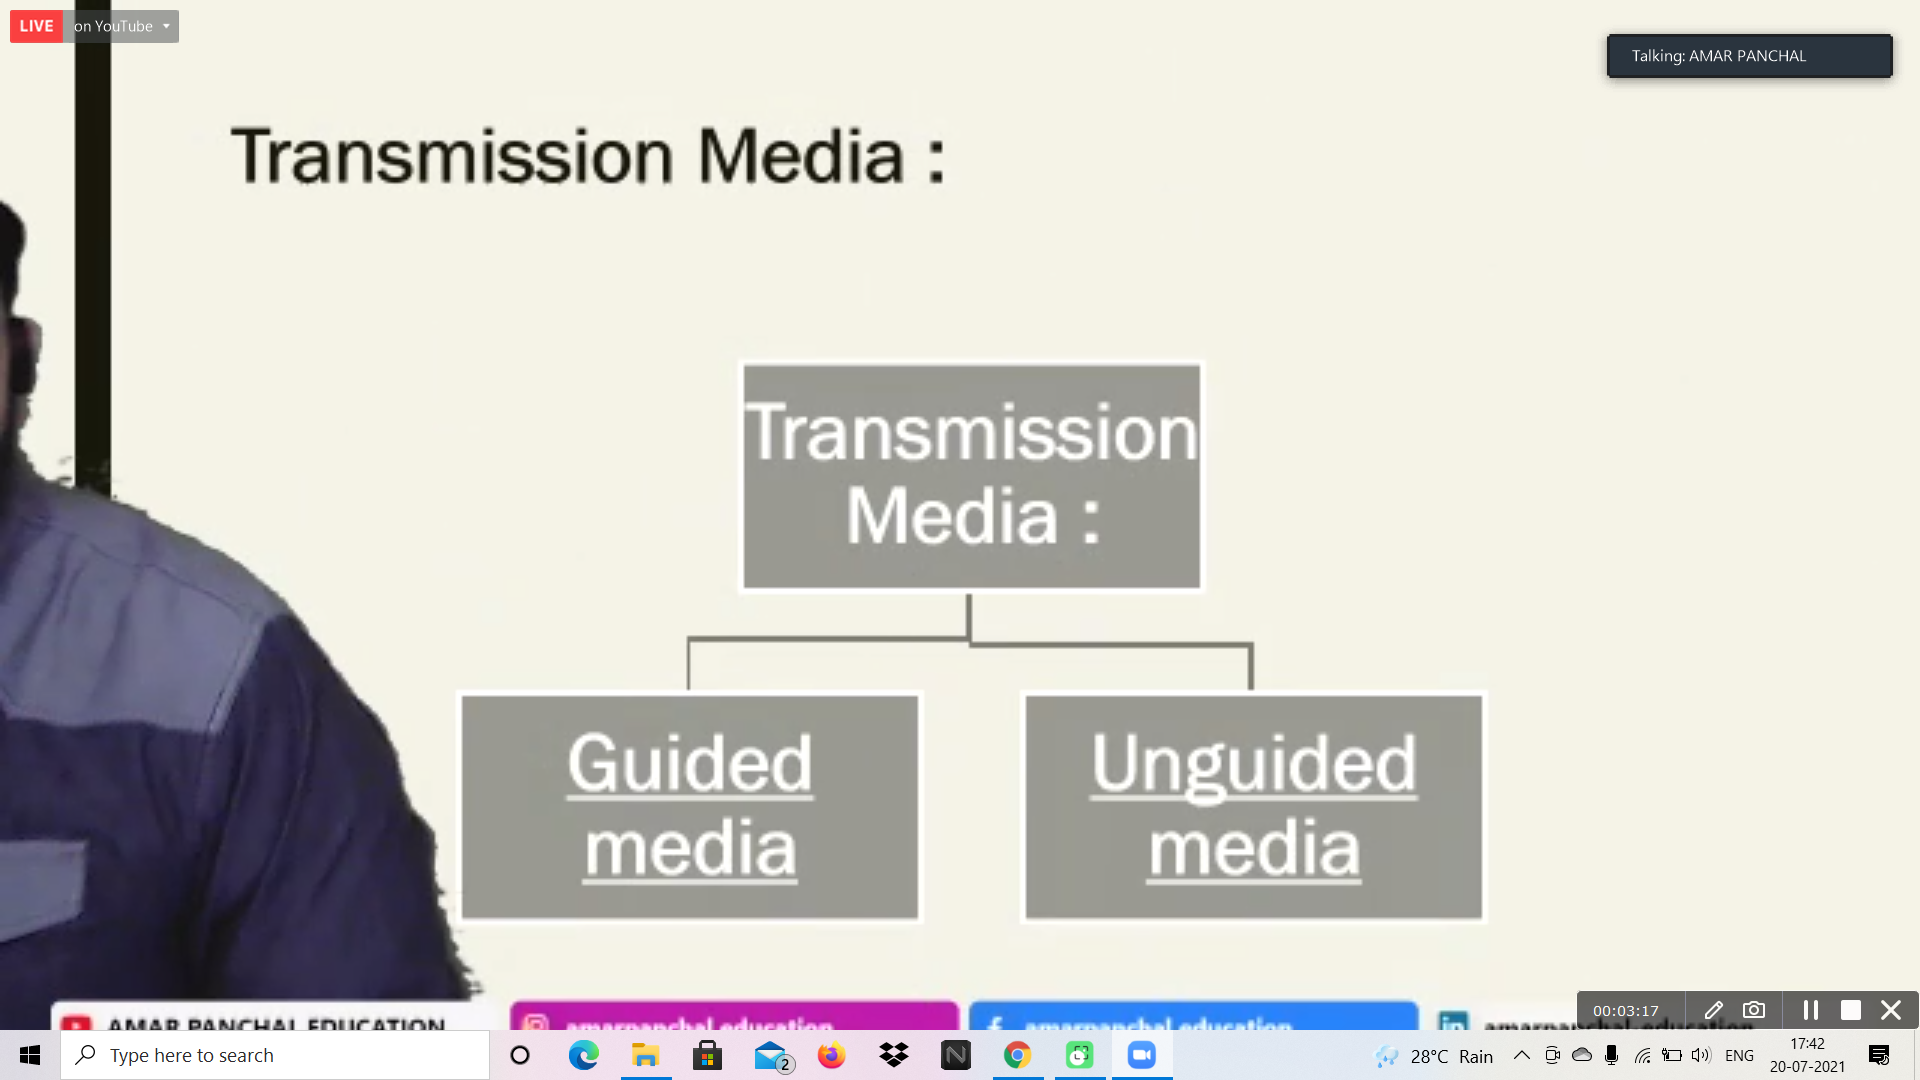 LIVE on YouTube
Talking: AMAR PANCHAL
Transmission Media :
Transmission
Media :
Guided
media
Unguided
media
AMAR PANCHAL EDUCATION
amarpanchal.education
amarpanchal.education
amarpanchal-education
00:03:17
Type here to search
2
28°C Rain
ENG
17:42
20-07-2021